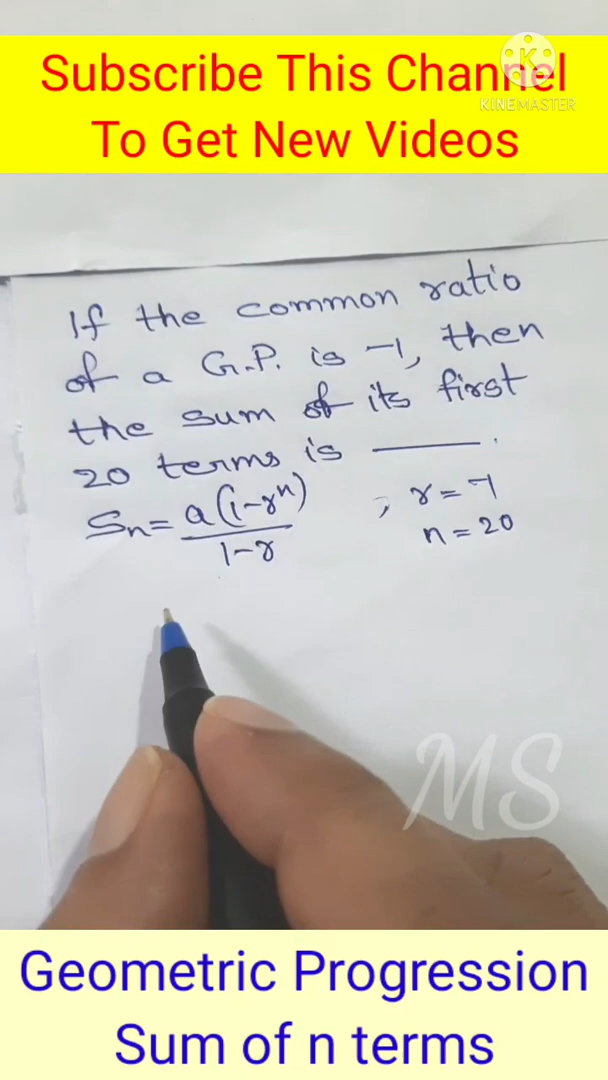 Subscribe This Channel
To Get New Videos
KINEMASTER
If the common ratio
of a G.P. is -1, then
the sum of its first
20 terms is ______.
Sn = a(1-rⁿ)/1-r , r = -1
n = 20
MS
Geometric Progression
Sum of n terms